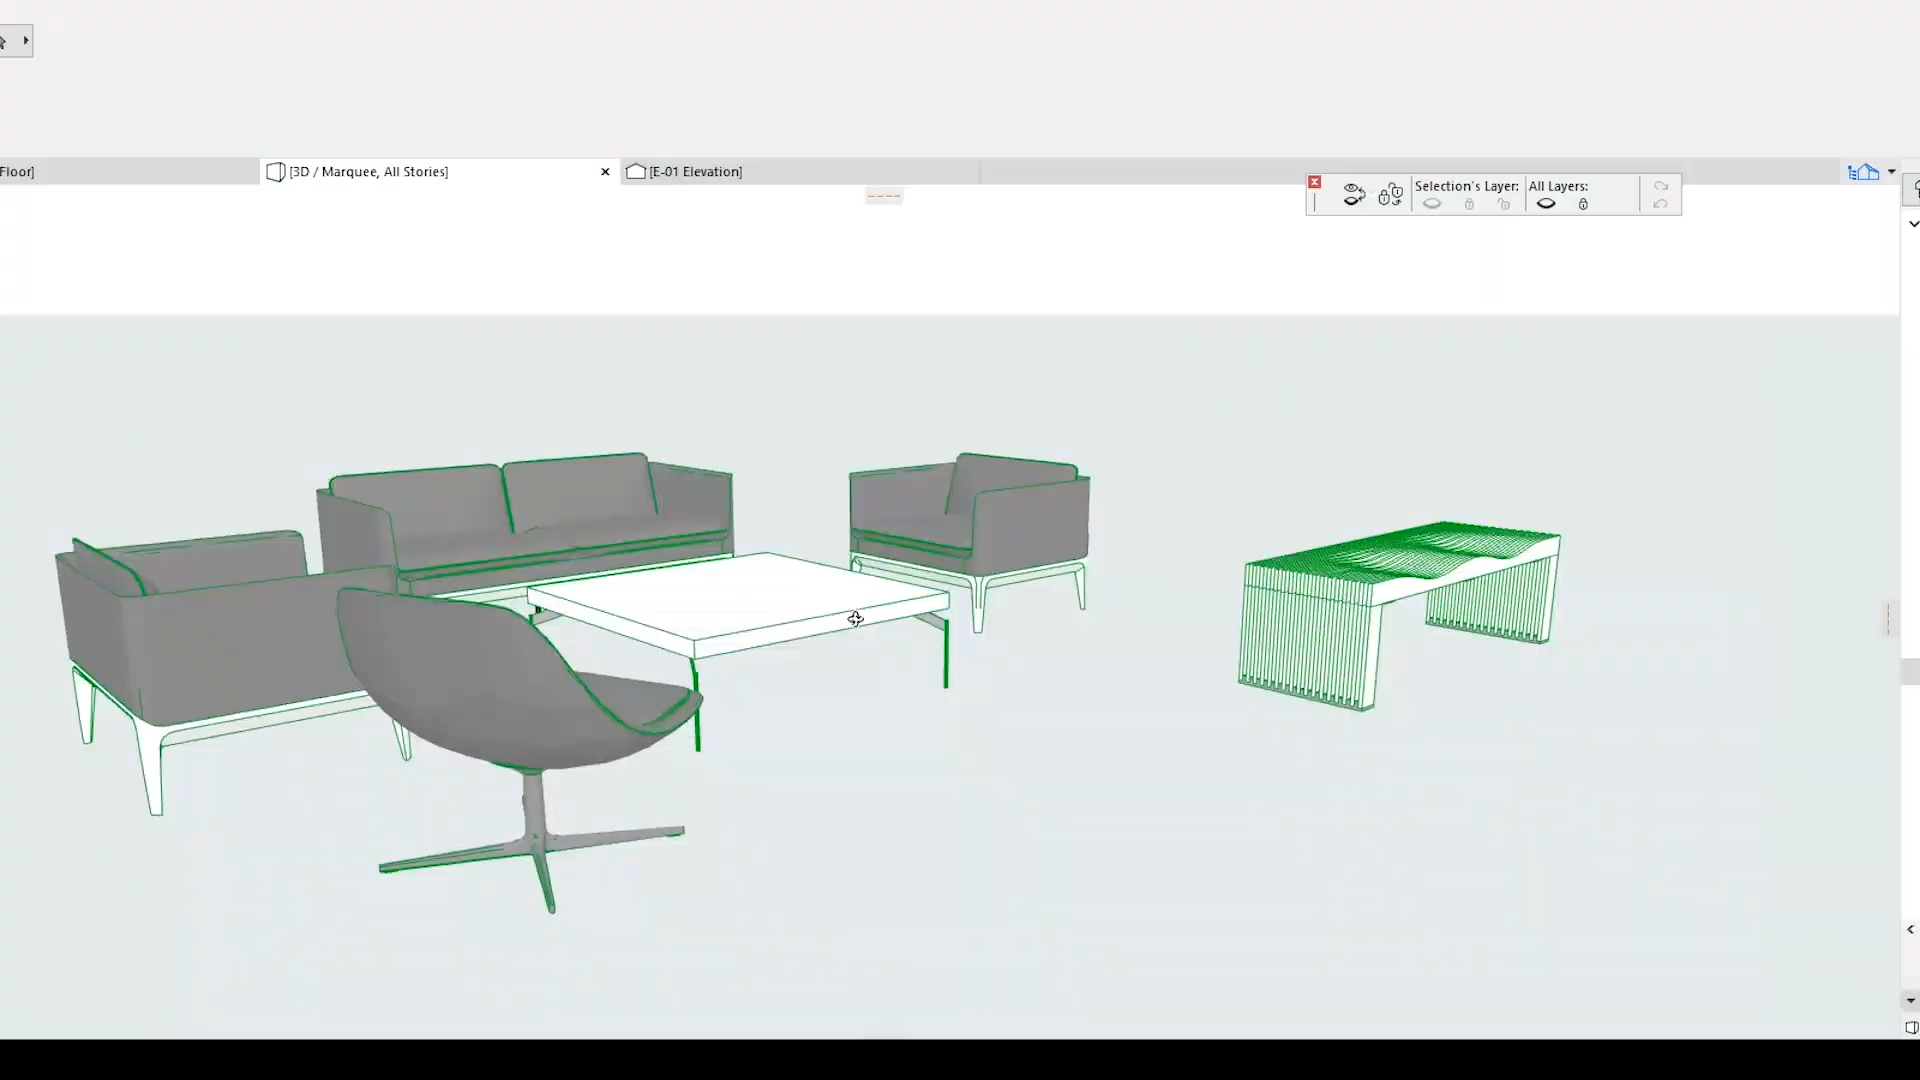 Floor]
[3D / Marquee, All Stories]
[E-01 Elevation]
Selection's Layer:
All Layers: